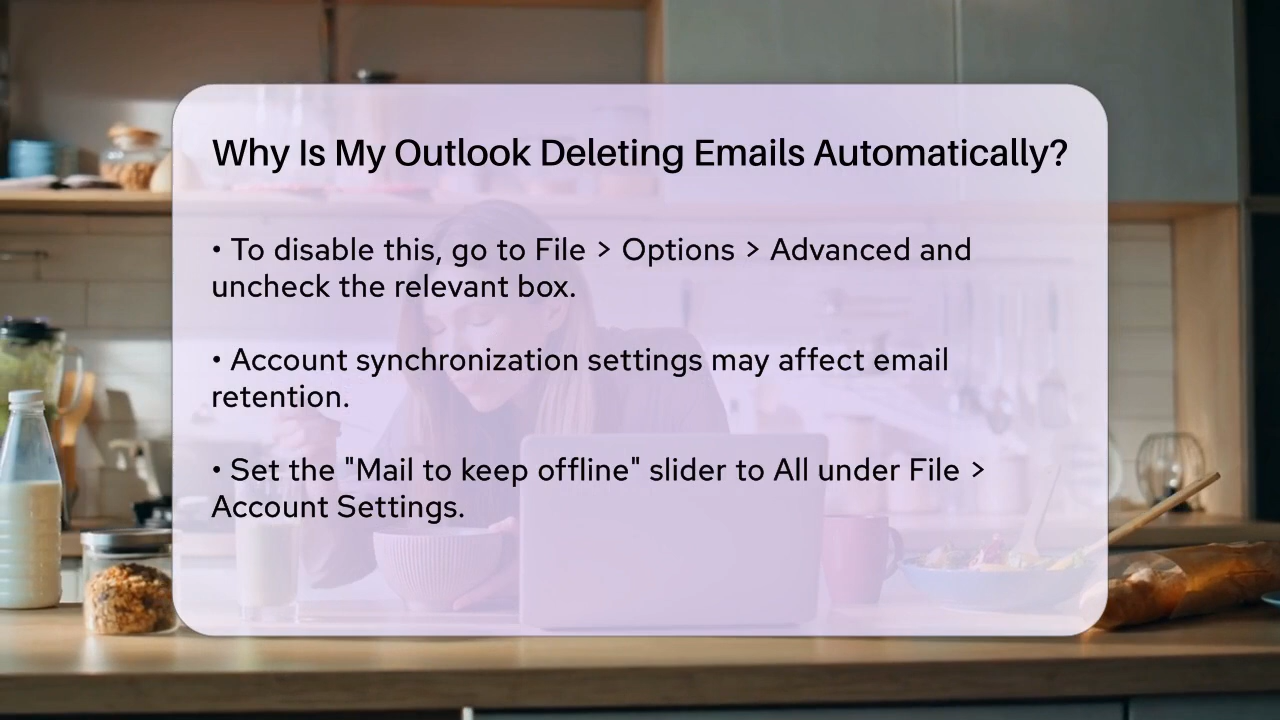 Why Is My Outlook Deleting Emails Automatically?
• To disable this, go to File > Options > Advanced and
uncheck the relevant box.
• Account synchronization settings may affect email
retention.
• Set the "Mail to keep offline" slider to All under File >
Account Settings.